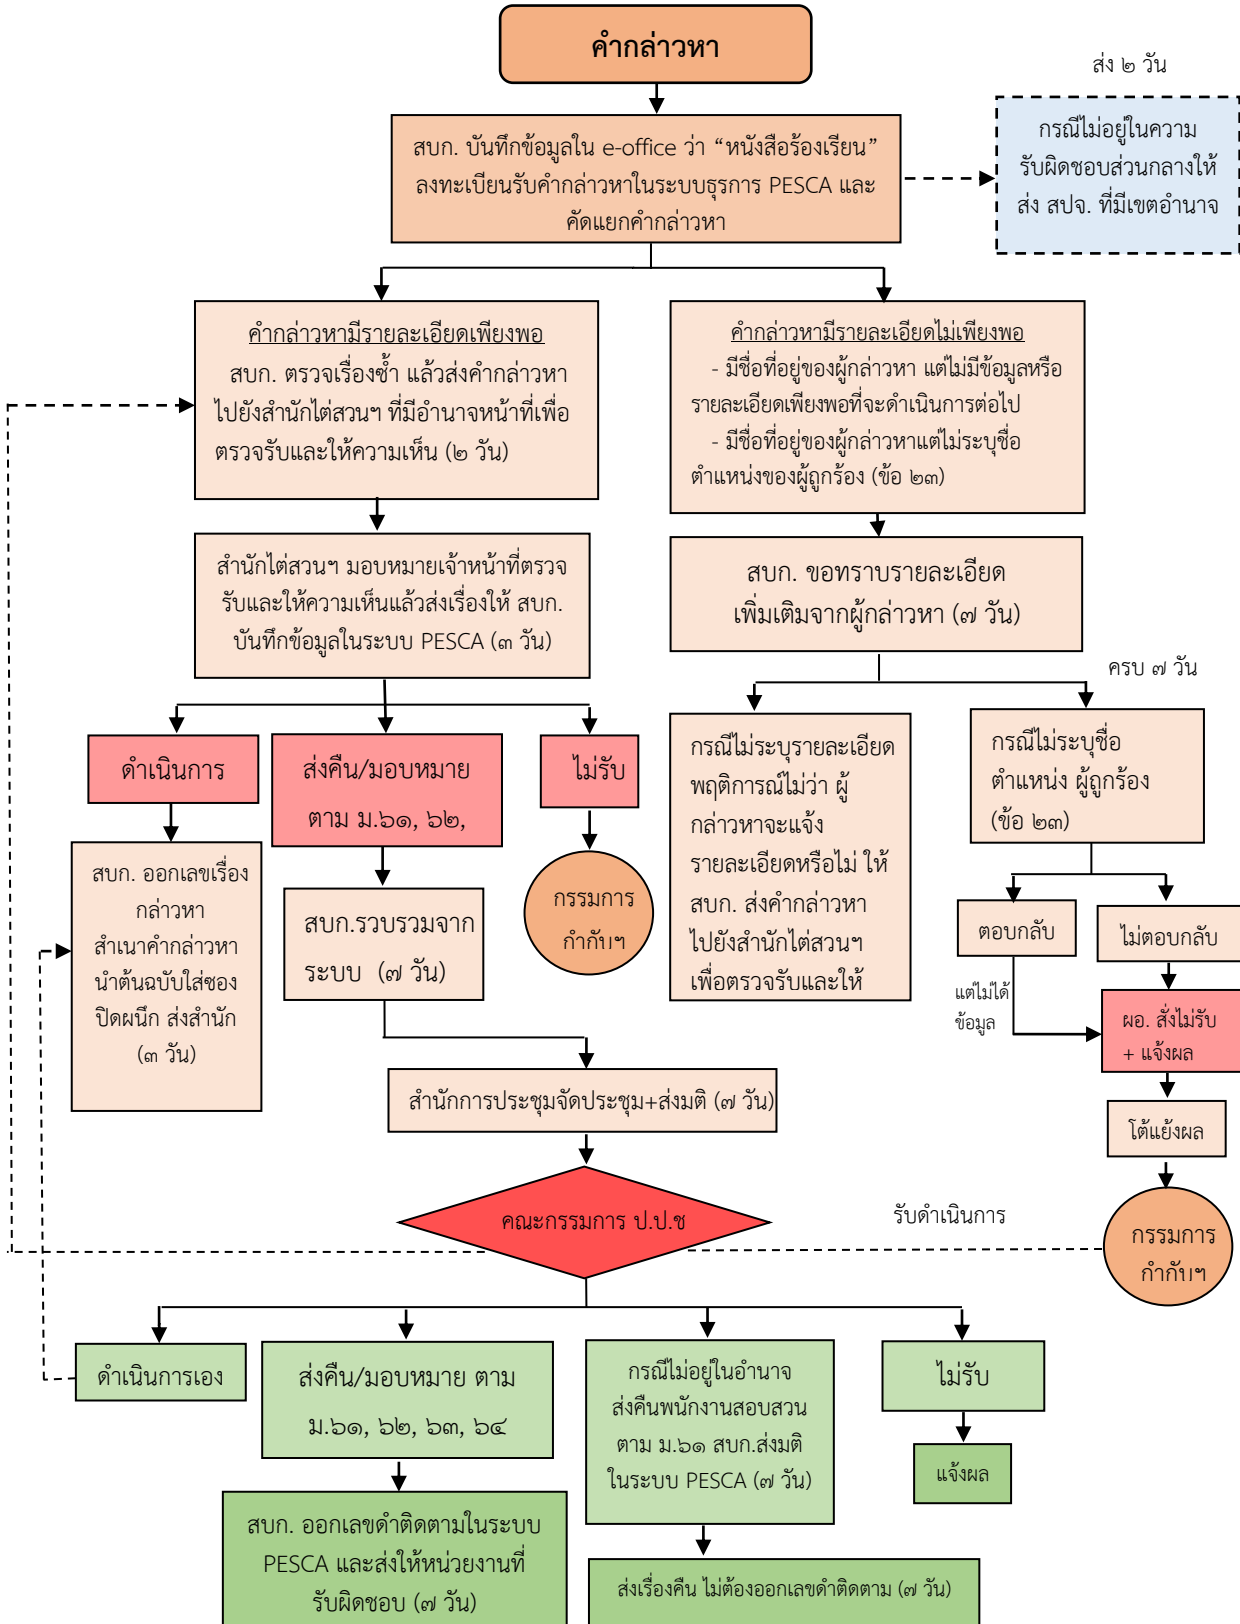 คำกล่าวหา
ส่ง ๒ วัน
สบก. บันทึกข้อมูลใน e-office ว่า “หนังสือร้องเรียน”
ลงทะเบียนรับคำกล่าวหาในระบบธุรการ PESCA และ
คัดแยกคำกล่าวหา
กรณีไม่อยู่ในความ
รับผิดชอบส่วนกลางให้
ส่ง สปจ. ที่มีเขตอำนาจ
คำกล่าวหามีรายละเอียดเพียงพอ
สบก. ตรวจเรื่องซ้ำ แล้วส่งคำกล่าวหา
ไปยังสำนักไต่สวนฯ ที่มีอำนาจหน้าที่เพื่อ
ตรวจรับและให้ความเห็น (๒ วัน)
คำกล่าวหามีรายละเอียดไม่เพียงพอ
- มีชื่อที่อยู่ของผู้กล่าวหา แต่ไม่มีข้อมูลหรือ
รายละเอียดเพียงพอที่จะดำเนินการต่อไป
- มีชื่อที่อยู่ของผู้กล่าวหาแต่ไม่ระบุชื่อ
ตำแหน่งของผู้ถูกร้อง (ข้อ ๒๓)
สำนักไต่สวนฯ มอบหมายเจ้าหน้าที่ตรวจ
รับและให้ความเห็นแล้วส่งเรื่องให้ สบก.
บันทึกข้อมูลในระบบ PESCA (๓ วัน)
สบก. ขอทราบรายละเอียด
เพิ่มเติมจากผู้กล่าวหา (๗ วัน)
ครบ ๗ วัน
ดำเนินการ
ส่งคืน/มอบหมาย
ตาม ม.๖๑, ๖๒,
ไม่รับ
กรณีไม่ระบุรายละเอียด
พฤติการณ์ไม่ว่า ผู้
กล่าวหาจะแจ้ง
รายละเอียดหรือไม่ ให้
สบก. ส่งคำกล่าวหา
ไปยังสำนักไต่สวนฯ
เพื่อตรวจรับและให้
กรณีไม่ระบุชื่อ
ตำแหน่ง ผู้ถูกร้อง
(ข้อ ๒๓)
สบก. ออกเลขเรื่อง
กล่าวหา
สำเนาคำกล่าวหา
นำต้นฉบับใส่ซอง
ปิดผนึก ส่งสำนัก
(๓ วัน)
สบก.รวบรวมจาก
ระบบ (๗ วัน)
กรรมการ
กำกับฯ
ตอบกลับ
ไม่ตอบกลับ
แต่ไม่ได้
ข้อมูล
ผอ. สั่งไม่รับ
+ แจ้งผล
สำนักการประชุมจัดประชุม+ส่งมติ (๗ วัน)
โต้แย้งผล
คณะกรรมการ ป.ป.ช
รับดำเนินการ
กรรมการ
กำกับฯ
ดำเนินการเอง
ส่งคืน/มอบหมาย ตาม
ม.๖๑, ๖๒, ๖๓, ๖๔
กรณีไม่อยู่ในอำนาจ
ส่งคืนพนักงานสอบสวน
ตาม ม.๖๑ สบก.ส่งมติ
ในระบบ PESCA (๗ วัน)
ไม่รับ
แจ้งผล
สบก. ออกเลขดำติดตามในระบบ
PESCA และส่งให้หน่วยงานที่
รับผิดชอบ (๗ วัน)
ส่งเรื่องคืน ไม่ต้องออกเลขดำติดตาม (๗ วัน)